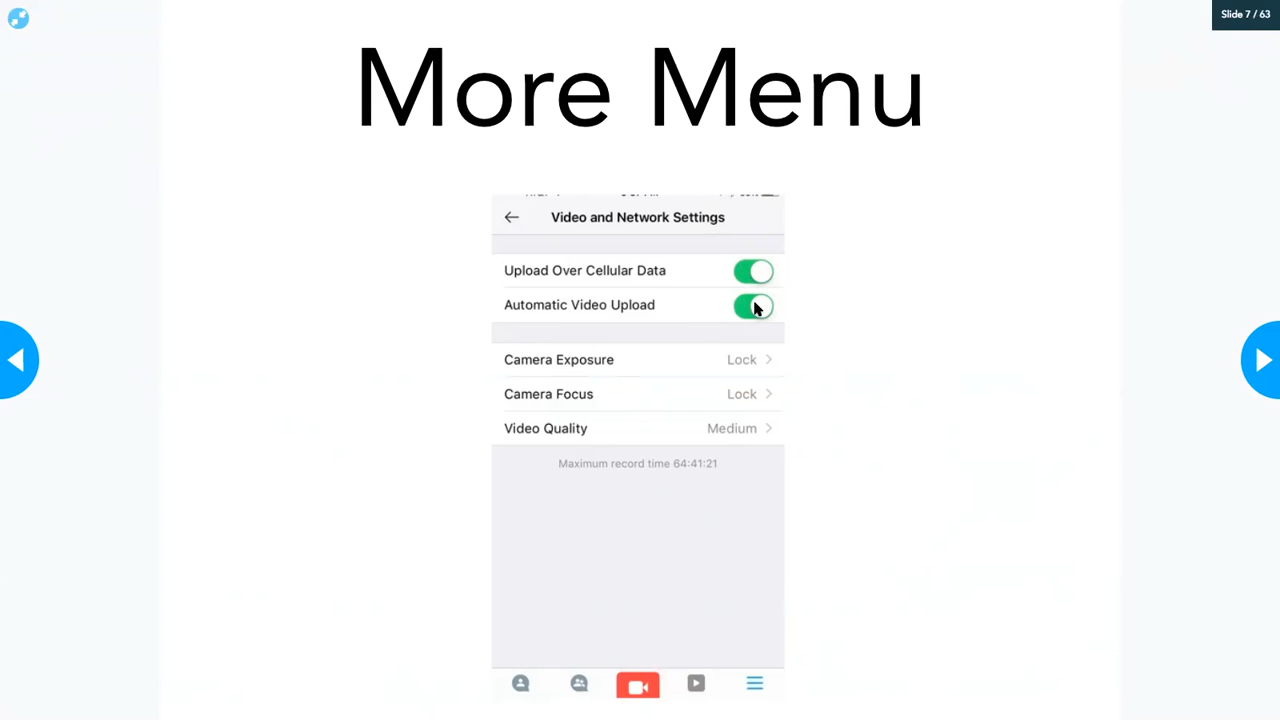 Slide 7 / 63
More Menu
Video and Network Settings
Upload Over Cellular Data
Automatic Video Upload
Camera Exposure Lock
Camera Focus Lock
Video Quality Medium
Maximum record time 64:41:21